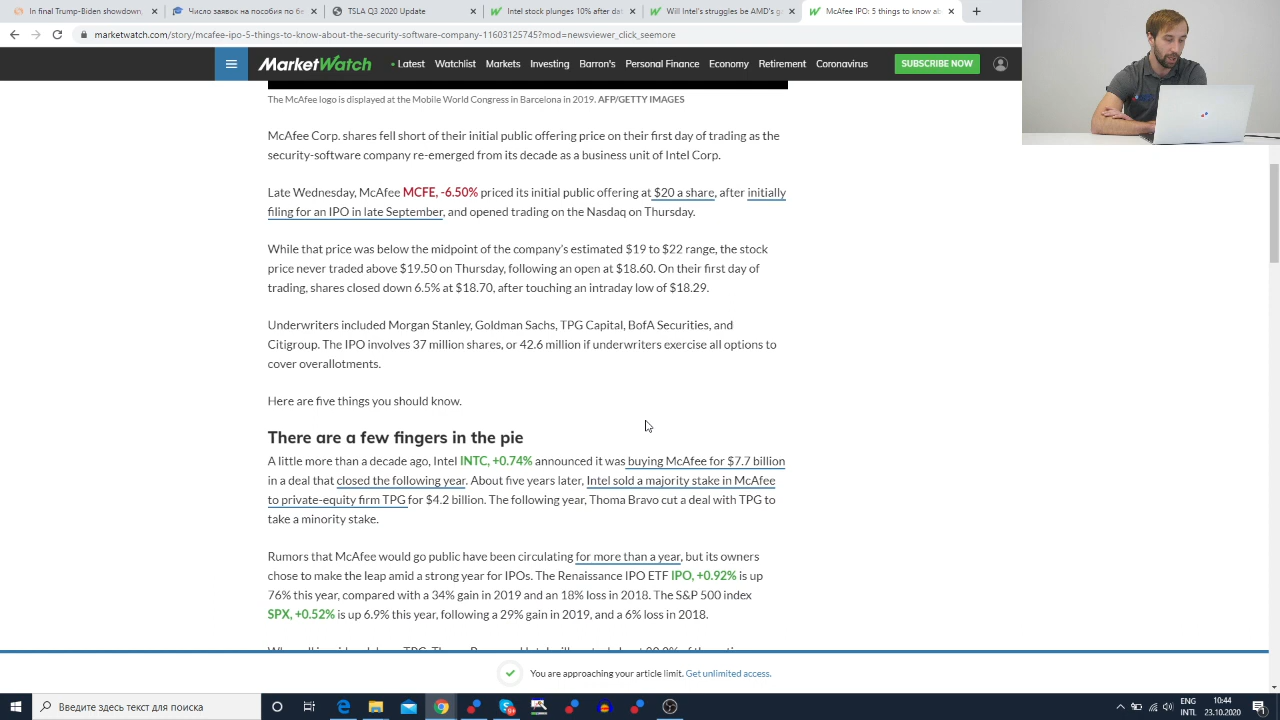 In final Trump-Biden showdown
Число заявок на пособия по бе
TSLA Q3 2020 Update
Intel stock plunges 10% after dat
Will Intel's struggles be AMD's g
McAfee IPO: 5 things to know ab
marketwatch.com/story/mcafee-ipo-5-things-to-know-about-the-security-software-company-11603125745?mod=newsviewer_click_seemore
MarketWatch
Latest Watchlist Markets Investing Barron's Personal Finance Economy Retirement Coronavirus
SUBSCRIBE NOW
The McAfee logo is displayed at the Mobile World Congress in Barcelona in 2019. AFP/GETTY IMAGES
McAfee Corp. shares fell short of their initial public offering price on their first day of trading as the
security-software company re-emerged from its decade as a business unit of Intel Corp.
Late Wednesday, McAfee MCFE, -6.50% priced its initial public offering at $20 a share, after initially
filing for an IPO in late September, and opened trading on the Nasdaq on Thursday.
While that price was below the midpoint of the company's estimated $19 to $22 range, the stock
price never traded above $19.50 on Thursday, following an open at $18.60. On their first day of
trading, shares closed down 6.5% at $18.70, after touching an intraday low of $18.29.
Underwriters included Morgan Stanley, Goldman Sachs, TPG Capital, BofA Securities, and
Citigroup. The IPO involves 37 million shares, or 42.6 million if underwriters exercise all options to
cover overallotments.
Here are five things you should know.
There are a few fingers in the pie
A little more than a decade ago, Intel INTC, +0.74% announced it was buying McAfee for $7.7 billion
in a deal that closed the following year. About five years later, Intel sold a majority stake in McAfee
to private-equity firm TPG for $4.2 billion. The following year, Thoma Bravo cut a deal with TPG to
take a minority stake.
Rumors that McAfee would go public have been circulating for more than a year, but its owners
chose to make the leap amid a strong year for IPOs. The Renaissance IPO ETF IPO, +0.92% is up
76% this year, compared with a 34% gain in 2019 and an 18% loss in 2018. The S&P 500 index
SPX, +0.52% is up 6.9% this year, following a 29% gain in 2019, and a 6% loss in 2018.
You are approaching your article limit. Get unlimited access.
Введите здесь текст для поиска
ENG
INTL
10:44
23.10.2020